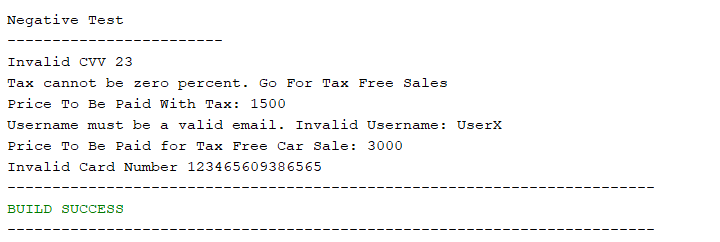 Negative Test
------------------------
Invalid CVV 23
Tax cannot be zero percent. Go For Tax Free Sales
Price To Be Paid With Tax: 1500
Username must be a valid email. Invalid Username: UserX
Price To Be Paid for Tax Free Car Sale: 3000
Invalid Card Number 123465609386565
------------------------------------------------------------------------
BUILD SUCCESS
------------------------------------------------------------------------